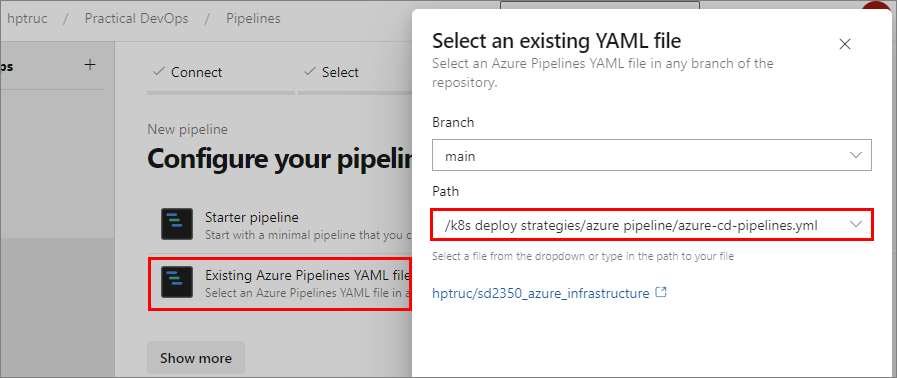 hptruc / Practical DevOps / Pipelines
ps +
Connect
Select
New pipeline
Configure your pipelin
Starter pipeline
Start with a minimal pipeline that you c
Existing Azure Pipelines YAML file
Select an Azure Pipelines YAML file in a
Show more
Select an existing YAML file
Select an Azure Pipelines YAML file in any branch of the
repository.
Branch
main
Path
/k8s deploy strategies/azure pipeline/azure-cd-pipelines.yml
Select a file from the dropdown or type in the path to your file
hptruc/sd2350_azure_infrastructure